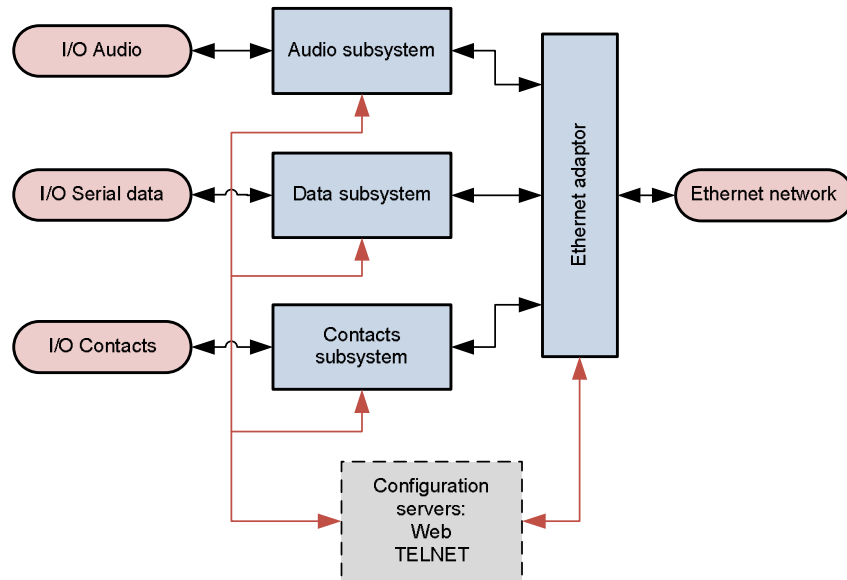 I/O Audio
Audio subsystem
I/O Serial data
Data subsystem
Ethernet adaptor
Ethernet network
I/O Contacts
Contacts
subsystem
Configuration
servers:
Web
TELNET